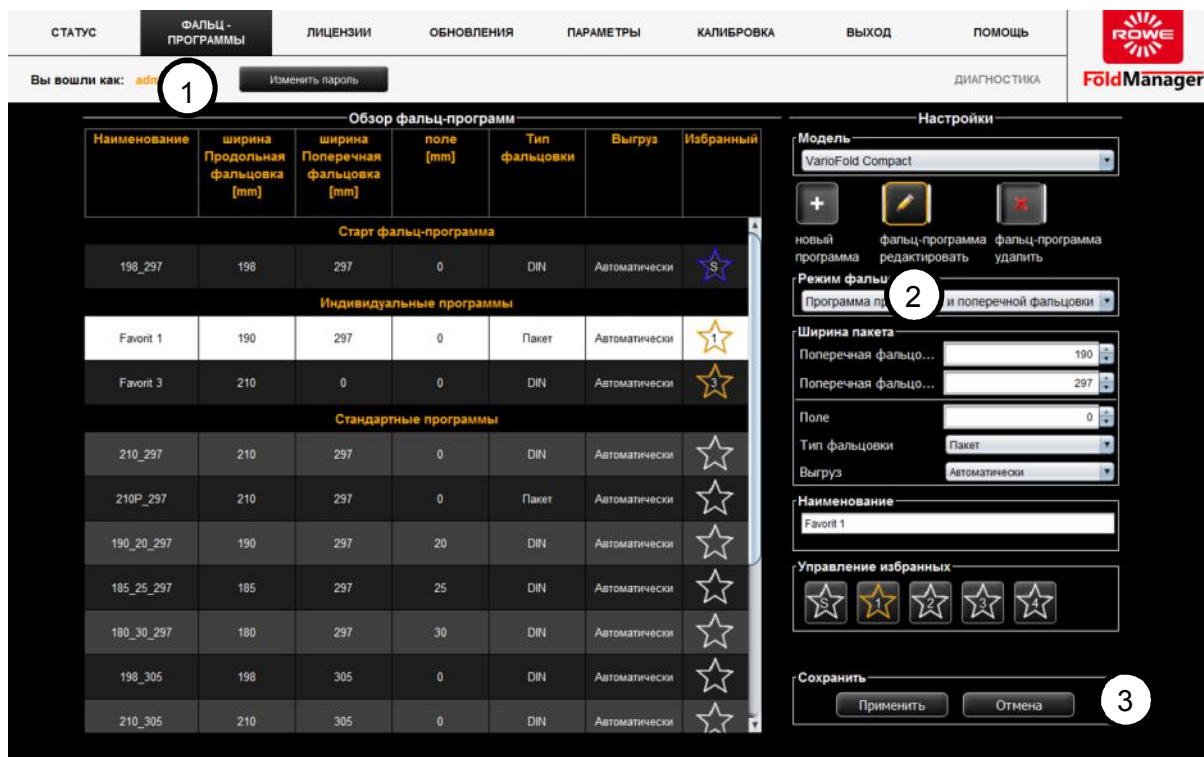 СТАТУС
ФАЛЬЦ -
ПРОГРАММЫ
ЛИЦЕНЗИИ
ОБНОВЛЕНИЯ
ПАРАМЕТРЫ
КАЛИБРОВКА
ВЫХОД
ПОМОЩЬ
ROWE
Вы вошли как:
1
Изменить пароль
ДИАГНОСТИКА
FoldManager
Обзор фальц-программ
Наименование
ширина
Продольная
фальцовка
[mm]
ширина
Поперечная
фальцовка
[mm]
поле
[mm]
Тип
фальцовки
Выгруз
Избранный
Старт фальц-программа
198_297 198 297 0 DIN Автоматически S
Индивидуальные программы
Favorit 1 190 297 0 Пакет Автоматически 1
Favorit 3 210 0 0 DIN Автоматически 3
Стандартные программы
210_297 210 297 0 DIN Автоматически
210P_297 210 297 0 Пакет Автоматически
190_20_297 190 297 20 DIN Автоматически
185_25_297 185 297 25 DIN Автоматически
180_30_297 180 297 30 DIN Автоматически
198_305 198 305 0 DIN Автоматически
210_305 210 305 0 DIN Автоматически
Настройки
Модель
VarioFold Compact
новый
программа
фальц-программа
редактировать
фальц-программа
удалить
Режим
2
Программа и поперечной фальцовки
Ширина пакета
Поперечная фальцо... 190
Поперечная фальцо... 297
Поле 0
Тип фальцовки Пакет
Выгруз Автоматически
Наименование
Favorit 1
Управление избранных
S 1 2 3 4
Сохранить
Применить Отмена
3